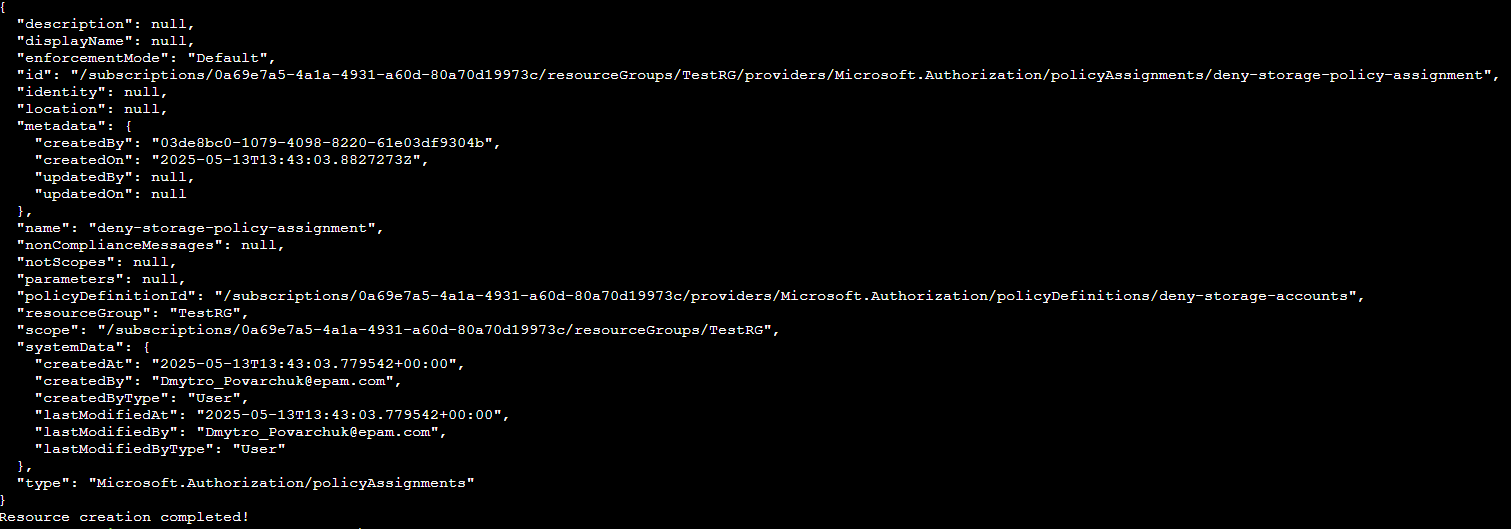 {
  "description": null,
  "displayName": null,
  "enforcementMode": "Default",
  "id": "/subscriptions/0a69e7a5-4a1a-4931-a60d-80a70d19973c/resourceGroups/TestRG/providers/Microsoft.Authorization/policyAssignments/deny-storage-policy-assignment",
  "identity": null,
  "location": null,
  "metadata": {
    "createdBy": "03de8bc0-1079-4098-8220-61e03df9304b",
    "createdOn": "2025-05-13T13:43:03.8827273Z",
    "updatedBy": null,
    "updatedOn": null
  },
  "name": "deny-storage-policy-assignment",
  "nonComplianceMessages": null,
  "notScopes": null,
  "parameters": null,
  "policyDefinitionId": "/subscriptions/0a69e7a5-4a1a-4931-a60d-80a70d19973c/providers/Microsoft.Authorization/policyDefinitions/deny-storage-accounts",
  "resourceGroup": "TestRG",
  "scope": "/subscriptions/0a69e7a5-4a1a-4931-a60d-80a70d19973c/resourceGroups/TestRG",
  "systemData": {
    "createdAt": "2025-05-13T13:43:03.779542+00:00",
    "createdBy": "Dmytro_Povarchuk@epam.com",
    "createdByType": "User",
    "lastModifiedAt": "2025-05-13T13:43:03.779542+00:00",
    "lastModifiedBy": "Dmytro_Povarchuk@epam.com",
    "lastModifiedByType": "User"
  },
  "type": "Microsoft.Authorization/policyAssignments"
}
Resource creation completed!